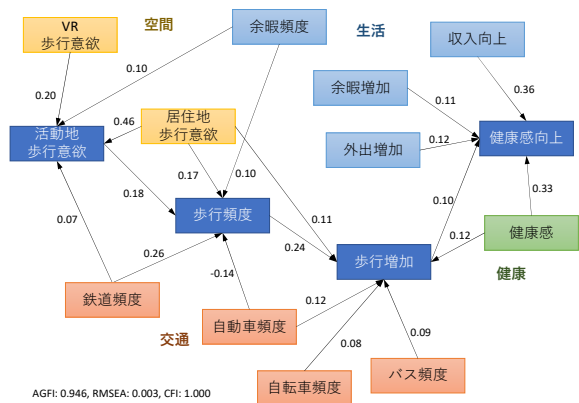 VR
歩行意欲
空間
余暇頻度
生活
収入向上
0.10
0.20
0.46
居住地
歩行意欲
余暇増加
0.11
0.36
活動地
歩行意欲
外出増加
0.12
健康感向上
0.17
0.10
0.18
0.07
歩行頻度
0.11
0.10
0.33
0.24
0.12
健康感
0.26
歩行増加
健康
-0.14
鉄道頻度
交通
自動車頻度
0.12
0.08
0.09
自転車頻度
バス頻度
AGFI: 0.946, RMSEA: 0.003, CFI: 1.000